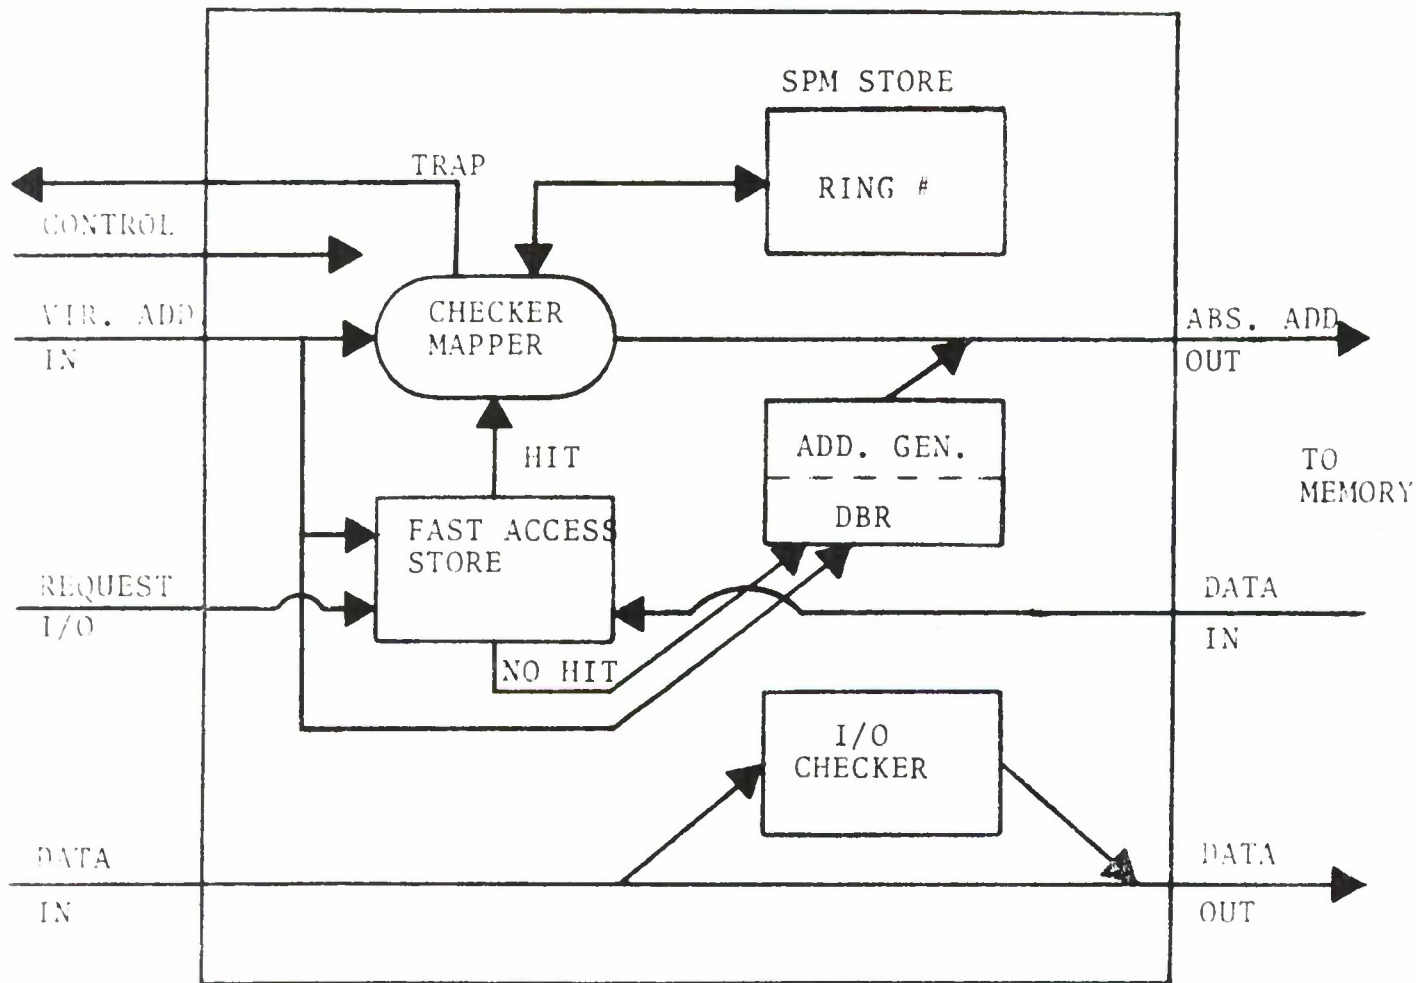 SPM STORE
RING #
TRAP
CONTROL
VIR. ADD
IN
CHECKER
MAPPER
ABS. ADD
OUT
HIT
ADD. GEN.
DBR
TO
MEMORY
FAST ACCESS
STORE
REQUEST
I/O
DATA
IN
NO HIT
I/O
CHECKER
DATA
IN
DATA
OUT